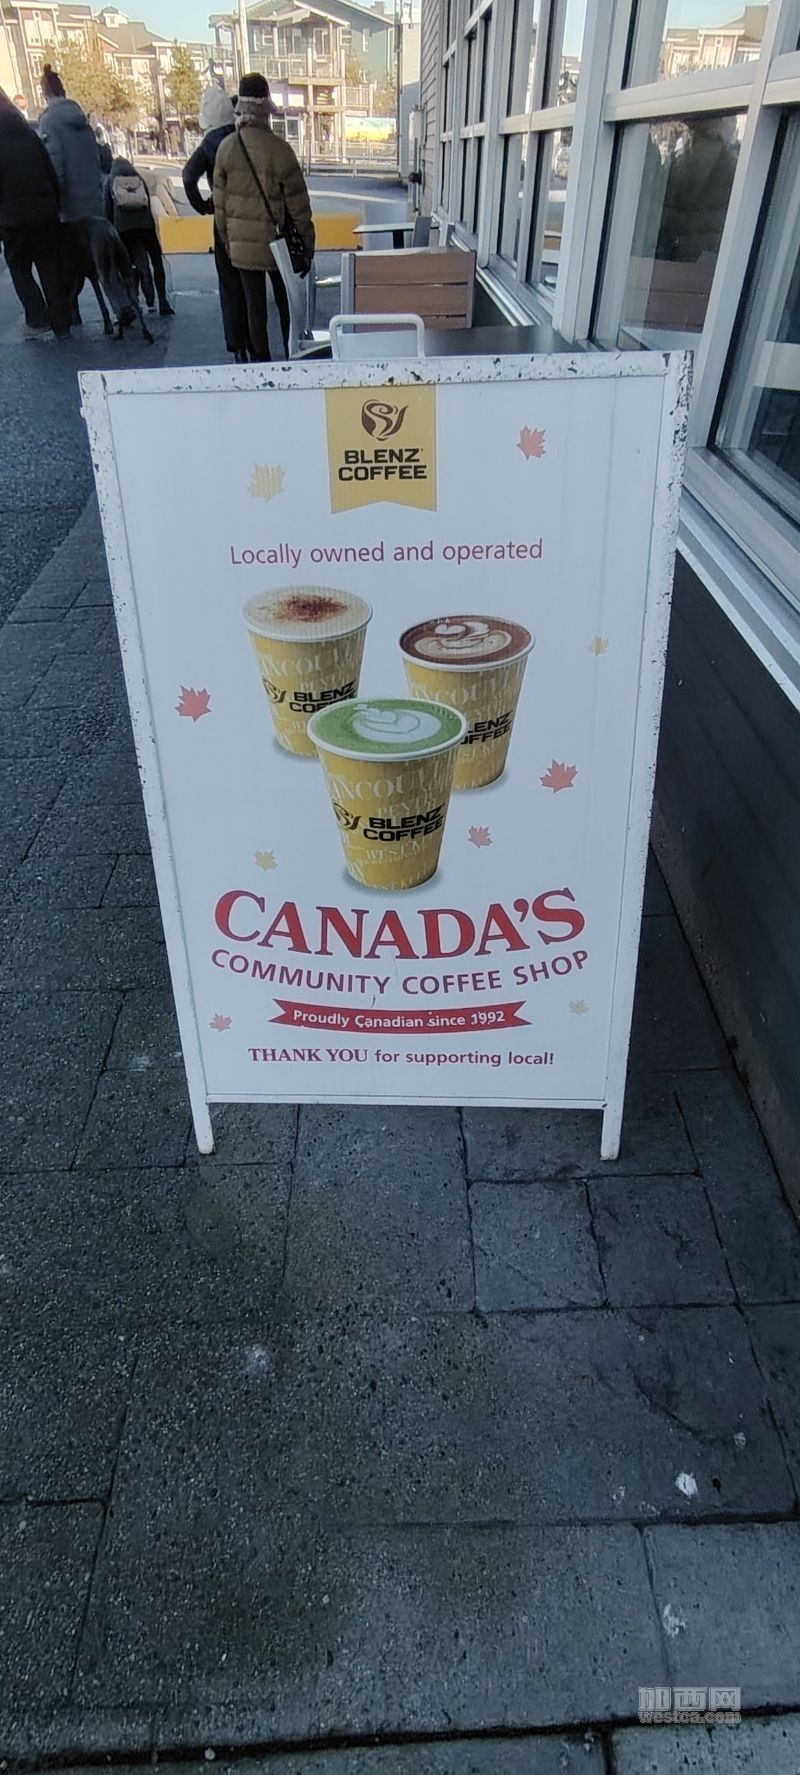 BLENZ
COFFEE
Locally owned and operated
BLENZ
BLENZ
COFFEE
BLENZ
COFFEE
CANADA'S
COMMUNITY COFFEE SHOP
Proudly Canadian since 1992
THANK YOU for supporting local!
加西网
westca.com